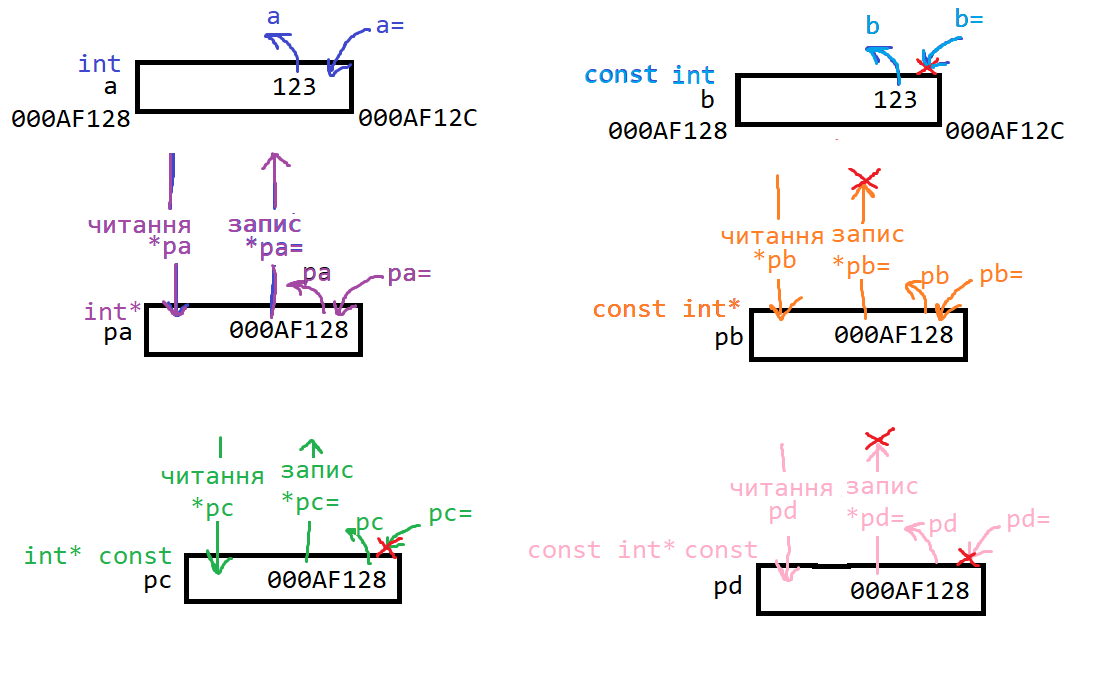 a
a=
int
a
123
000AF128
000AF12C
b
b=
const int
b
123
000AF128
000AF12C
читання
*pa
запис
*pa=
pa
pa=
int*
pa
000AF128
читання
*pb
запис
*pb=
pb
pb=
const int*
pb
000AF128
читання
*pc
запис
*pc=
pc
pc=
int* const
pc
000AF128
читання
pd
запис
*pd=
pd
pd=
const int* const
pd
000AF128